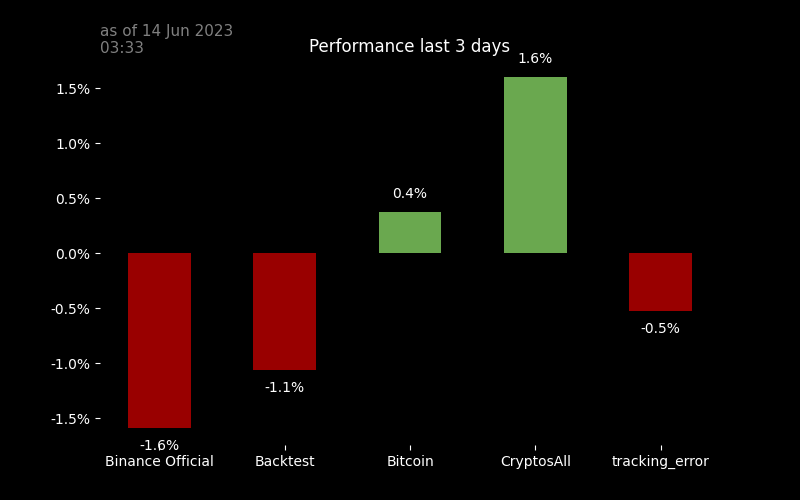 as of 14 Jun 2023
03:33
Performance last 3 days
1.6%
1.5%
1.0%
0.5%
0.4%
0.0%
-0.5%
-0.5%
-1.0%
-1.1%
-1.5%
-1.6%
Binance Official
Backtest
Bitcoin
CryptosAll
tracking_error